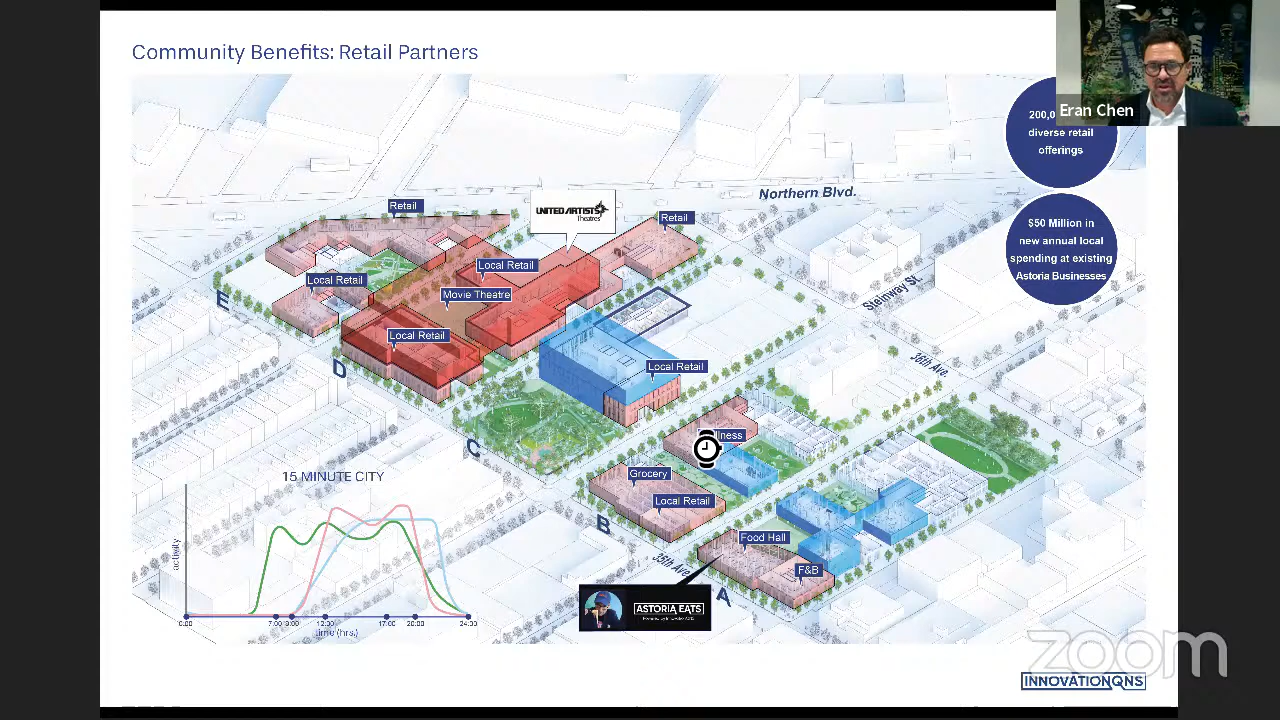 Community Benefits: Retail Partners
Eran Chen
diverse retail
offerings
$50 Million in
new annual local
spending at existing
Astoria Businesses
Northern Blvd.
Steinway St.
36th Ave.
35th Ave.
Retail
UNITED ARTISTS
Theatres
Retail
Local Retail
Local Retail
Movie Theatre
Local Retail
Local Retail
Grocery
Local Retail
Food Hall
F&B
E
D
C
B
A
15 MINUTE CITY
activity
0:00
7:00
12:00
17:00
20:00
24:00
time (hrs.)
ASTORIA EATS
zoom
INNOVATIONQNS